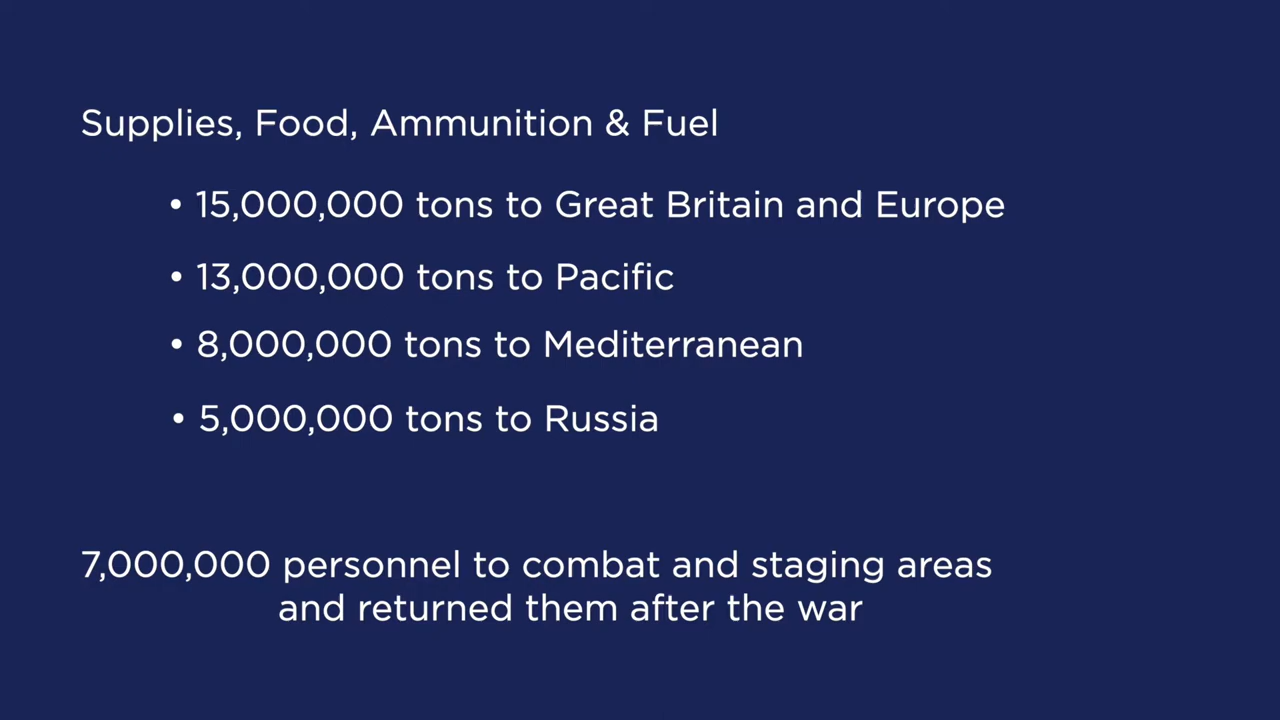 Supplies, Food, Ammunition & Fuel
• 15,000,000 tons to Great Britain and Europe
• 13,000,000 tons to Pacific
• 8,000,000 tons to Mediterranean
• 5,000,000 tons to Russia
7,000,000 personnel to combat and staging areas
and returned them after the war